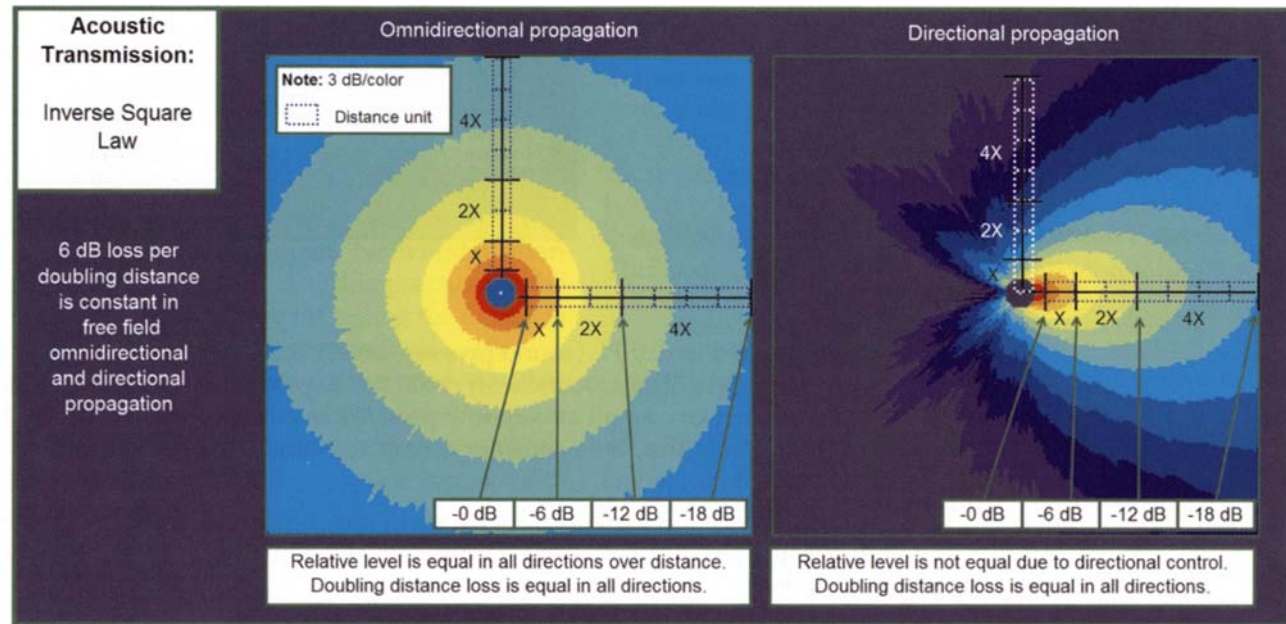 Acoustic
Transmission:
Inverse Square
Law
6 dB loss per
doubling distance
is constant in
free field
omnidirectional
and directional
propagation
Omnidirectional propagation
Note: 3 dB/color
Distance unit
4X
2X
X
X
2X
4X
-0 dB
-6 dB
-12 dB
-18 dB
Relative level is equal in all directions over distance.
Doubling distance loss is equal in all directions.
Directional propagation
4X
2X
X
X
2X
4X
-0 dB
-6 dB
-12 dB
-18 dB
Relative level is not equal due to directional control.
Doubling distance loss is equal in all directions.